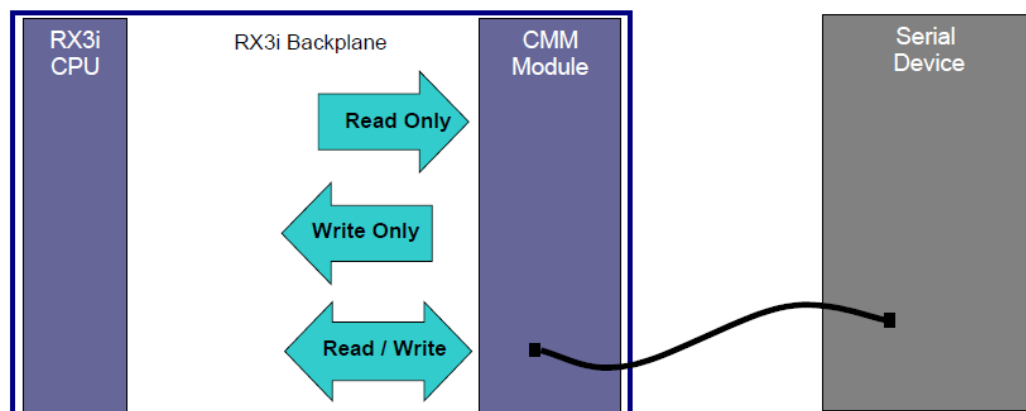 RX3i
CPU
RX3i Backplane
CMM
Module
Serial
Device
Read Only
Write Only
Read / Write